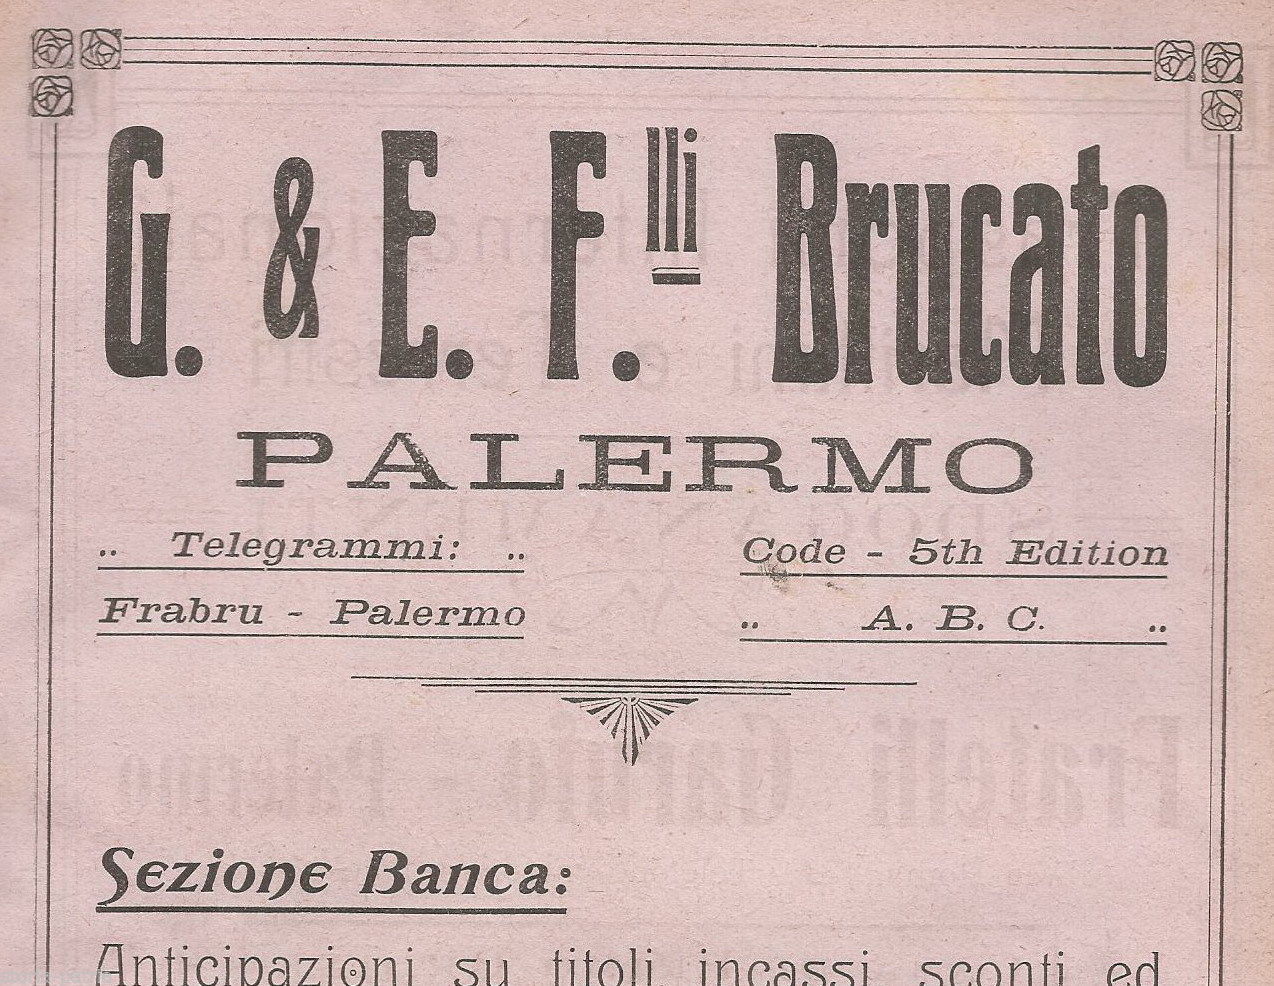 G. & E. F.lli Brucato
PALERMO
„ Telegrammi: „
Frabru - Palermo
Code - 5th Edition
„ A. B. C. „
Sezione Banca:
Anticipazioni su titoli incassi sconti ed